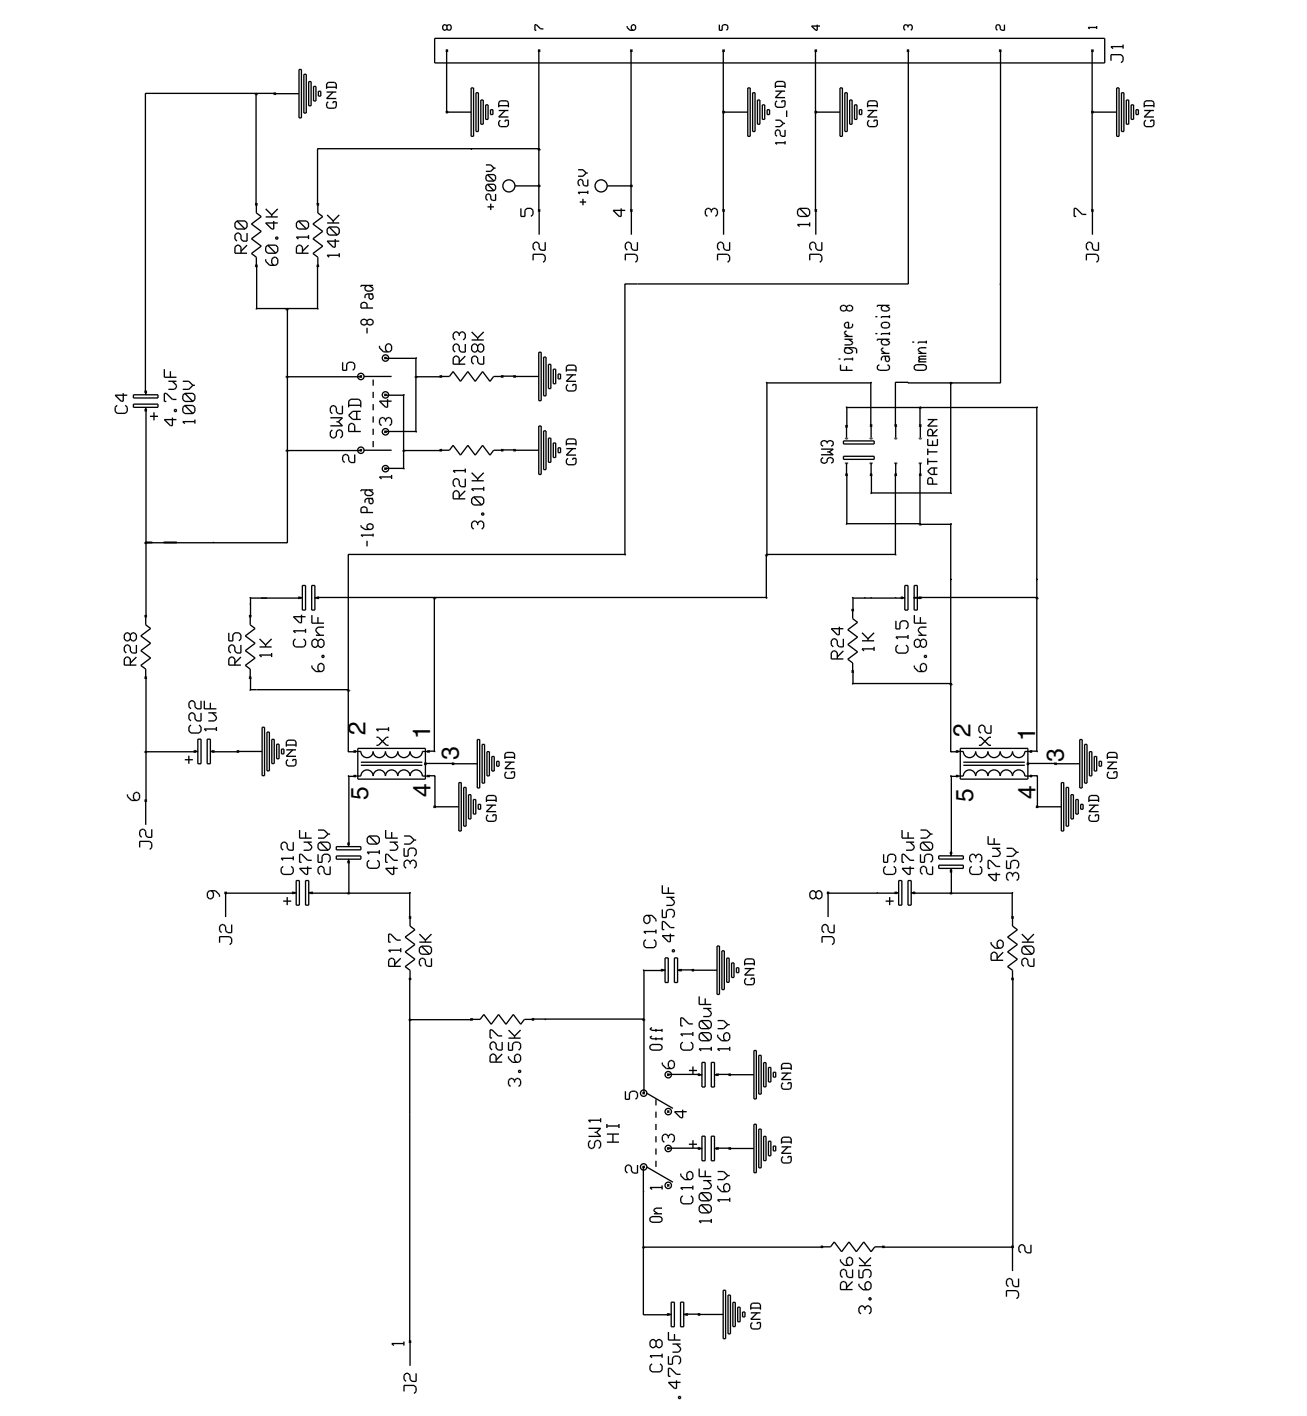 8
7
6
5
4
3
2
1
J1
GND
GND
12V_GND
GND
GND
+200V
5
J2
+12V
4
J2
3
J2
10
J2
7
J2
R20
60.4K
R10
140K
C4
4.7uF
100V
+
-8 Pad
SW2
PAD
-16 Pad
5
6
4
3
2
1
R23
28K
GND
R21
3.01K
GND
Figure 8
Cardioid
Omni
SW3
PATTERN
R28
R25
1K
C14
6.8nF
R24
1K
C15
6.8nF
C22
1uF
+
GND
6
J2
2
X1
1
3
5
4
GND
GND
2
X2
1
3
5
4
GND
GND
C12
47uF
250V
+
C10
47uF
35V
9
J2
C5
47uF
250V
+
C3
47uF
35V
8
J2
R17
20K
R6
20K
C19
.475uF
GND
R27
3.65K
Off
C17
100uF
16V
+
GND
SW1
HI
5
6
4
3
2
1
On
C16
100uF
16V
+
GND
R26
3.65K
2
J2
C18
.475uF
GND
1
J2